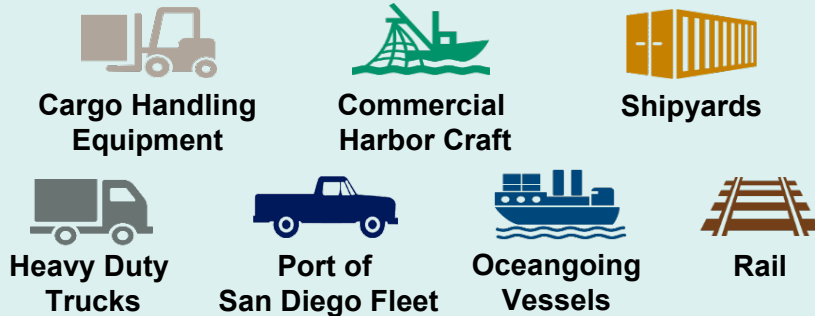 Cargo Handling
Equipment
Commercial
Harbor Craft
Shipyards
Heavy Duty
Trucks
Port of
San Diego Fleet
Oceangoing
Vessels
Rail